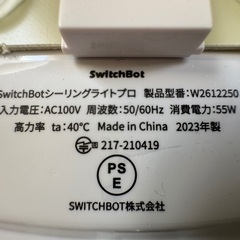 SwitchBot
SwitchBotシーリングライトプロ 製品型番:W2612250
入力電圧:AC100V 周波数:50/60Hz 消費電力:55W
高力率 ta:40℃ Made in China 2023年製
217-210419
PS
E
SWITCHBOT株式会社